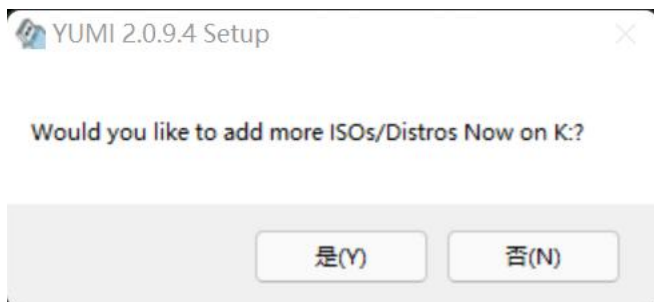 YUMI 2.0.9.4 Setup
Would you like to add more ISOs/Distros Now on K:?
是(Y)
否(N)